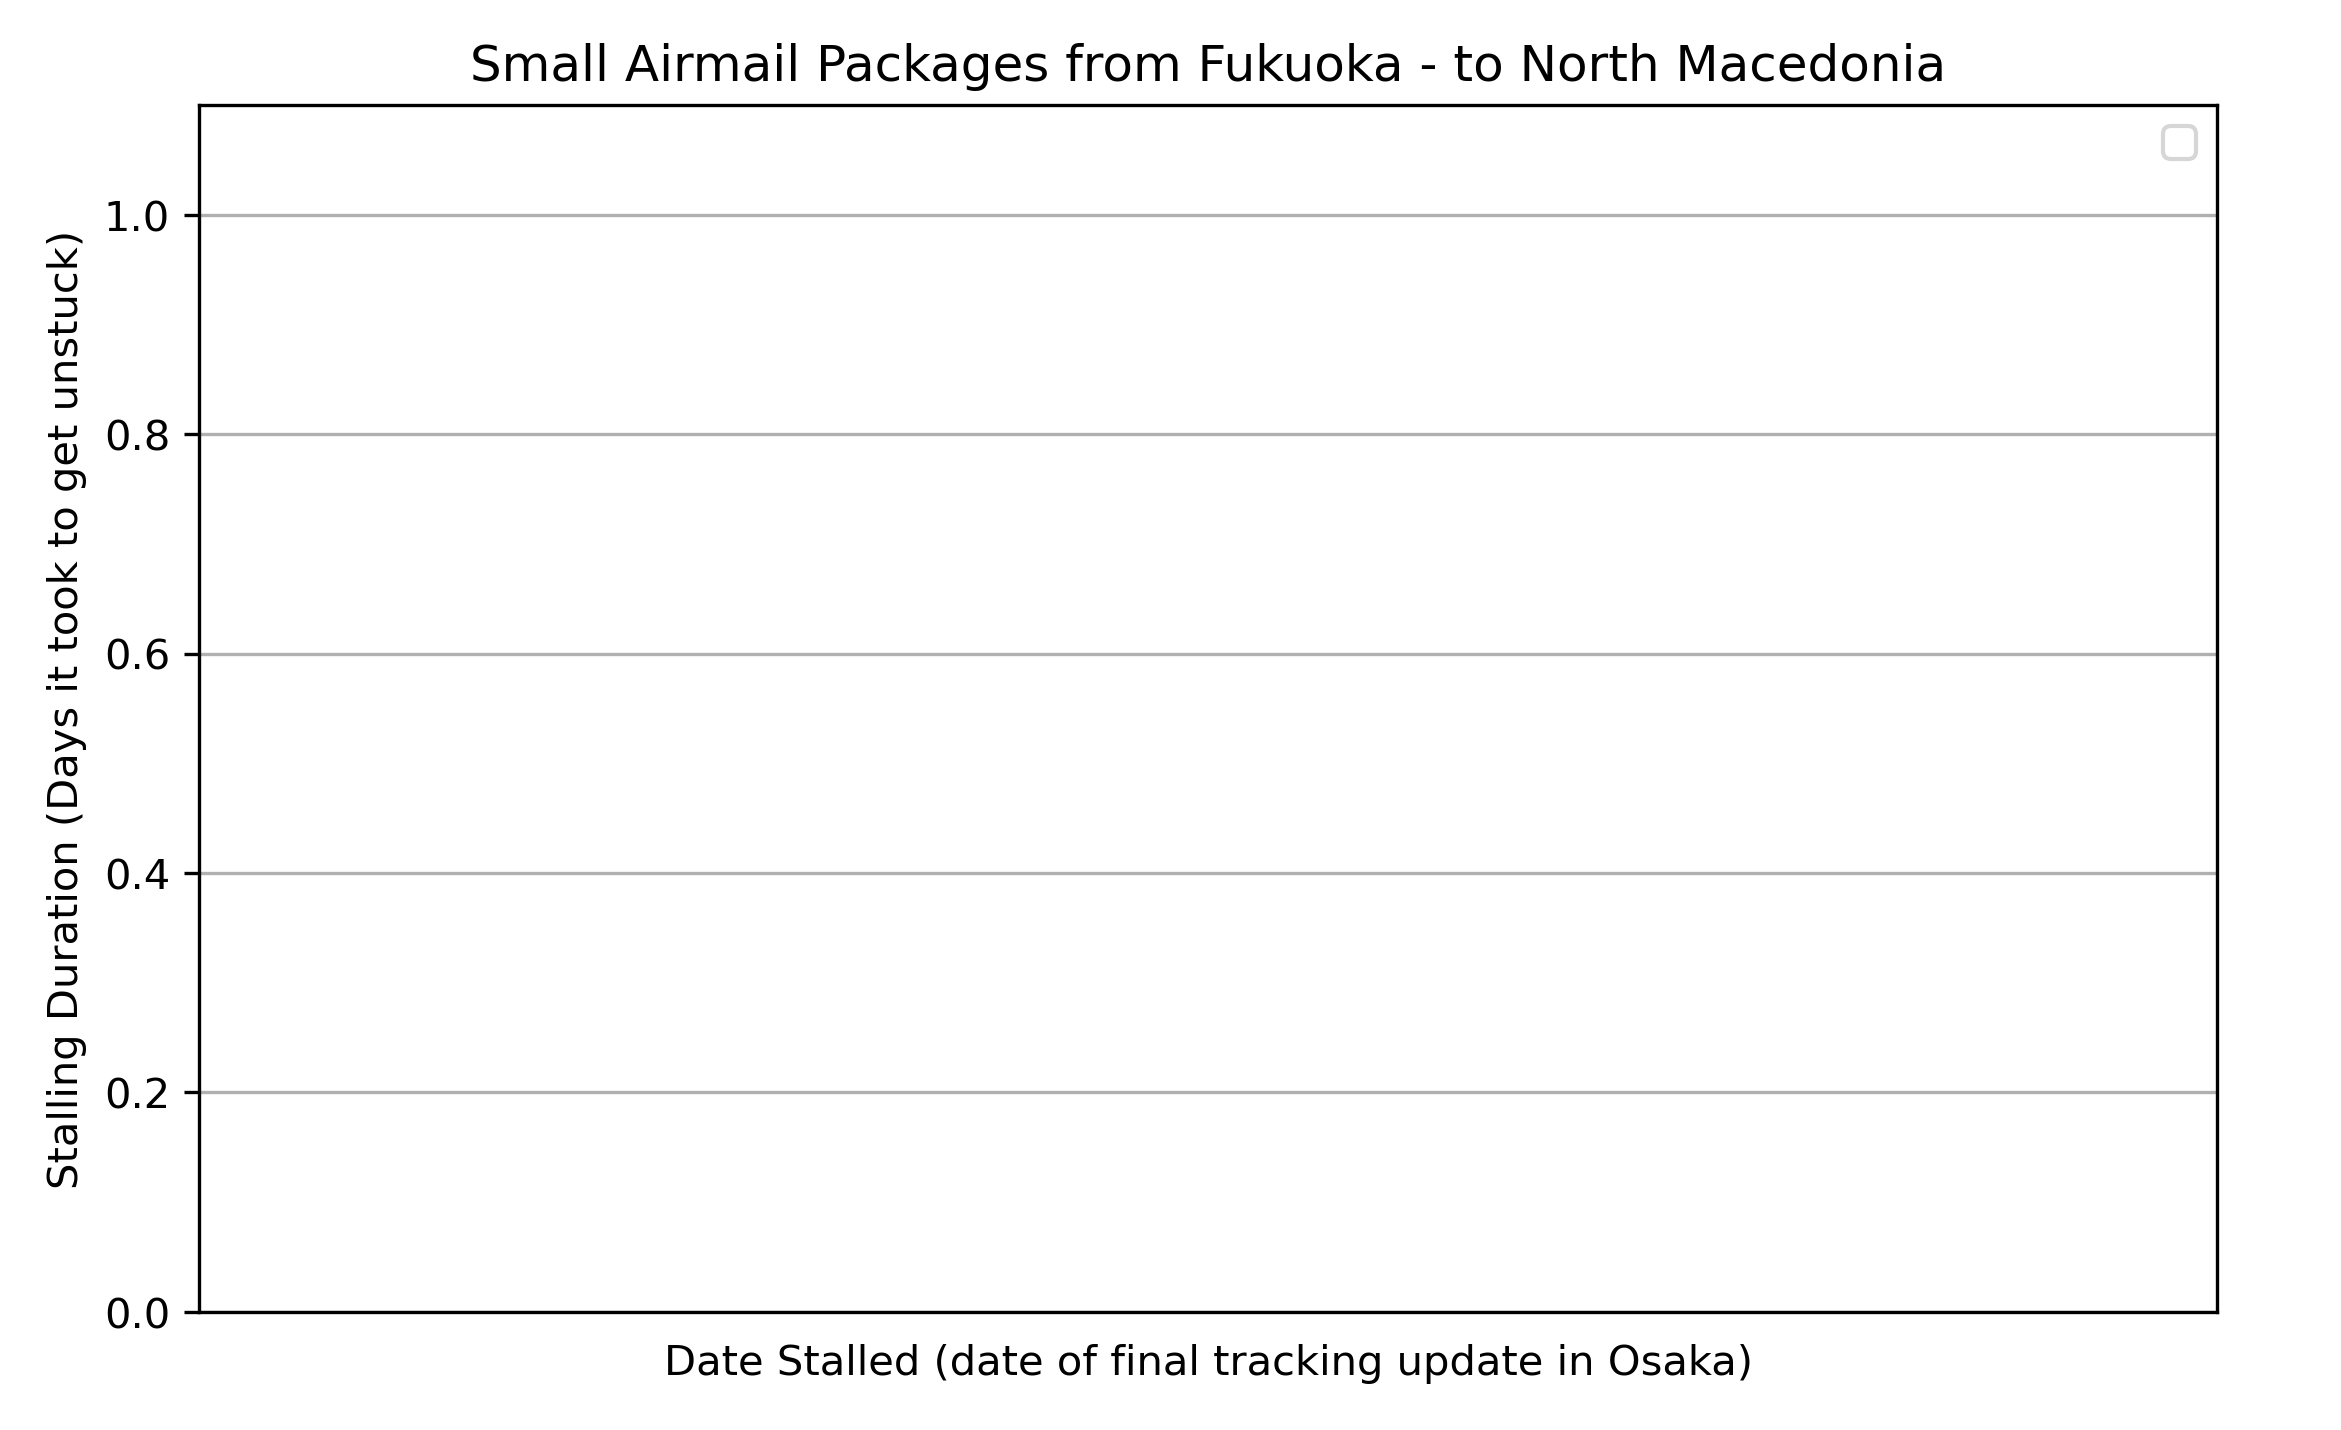 Small Airmail Packages from Fukuoka - to North Macedonia
Stalling Duration (Days it took to get unstuck)
1.0
0.8
0.6
0.4
0.2
0.0
Date Stalled (date of final tracking update in Osaka)